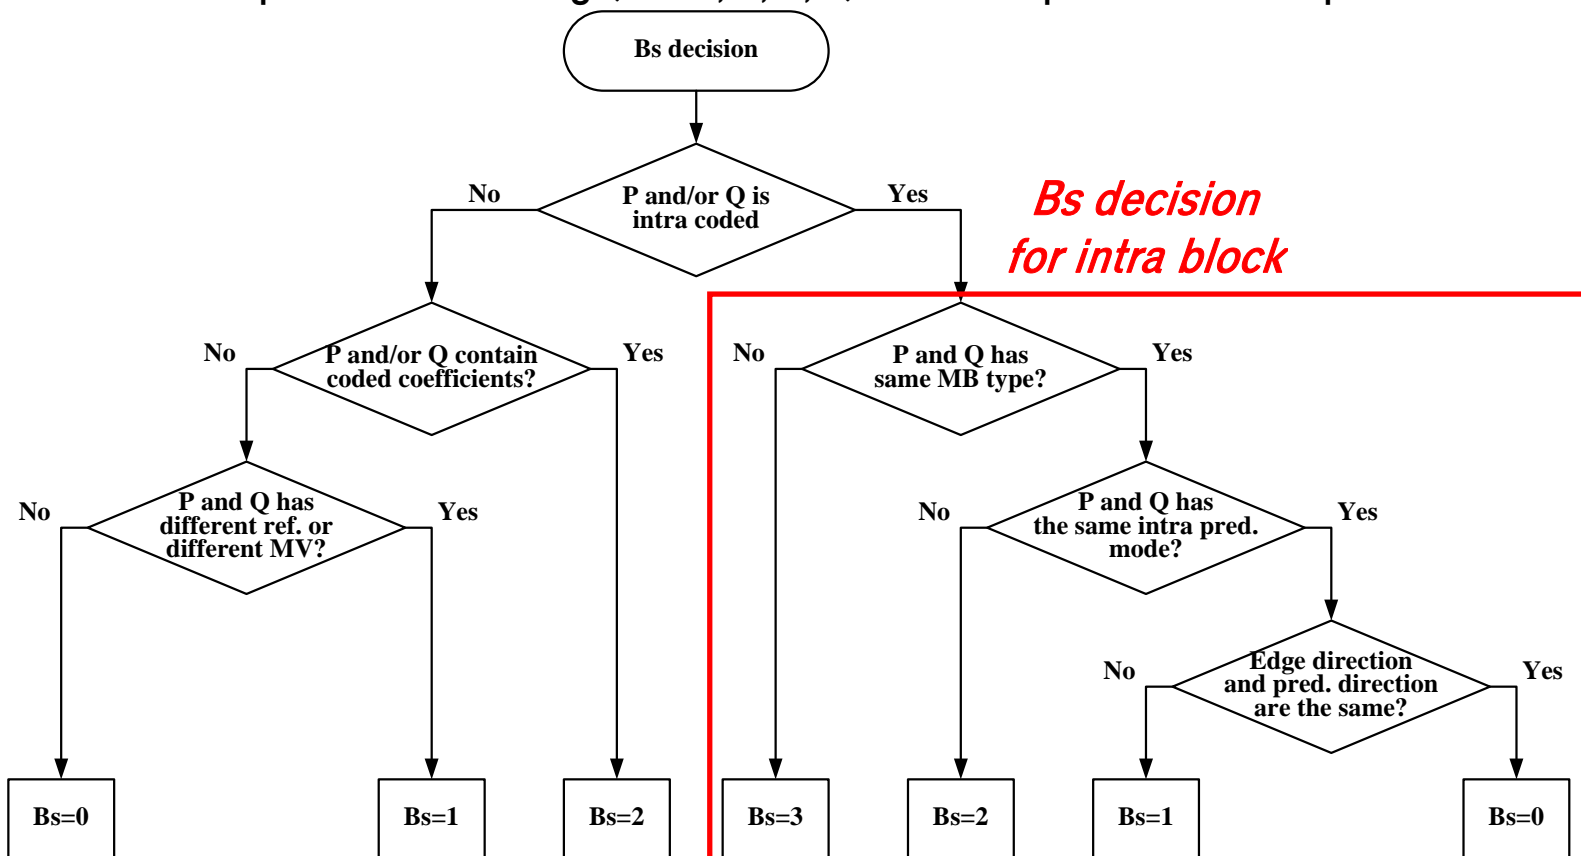 Bs decision
P and/or Q is
intra coded
No
Yes
Bs decision
for intra block
P and/or Q contain
coded coefficients?
No
Yes
P and Q has
same MB type?
No
Yes
P and Q has
different ref. or
different MV?
No
Yes
P and Q has
the same intra pred.
mode?
No
Yes
Edge direction
and pred. direction
are the same?
No
Yes
Bs=0
Bs=1
Bs=2
Bs=3
Bs=2
Bs=1
Bs=0